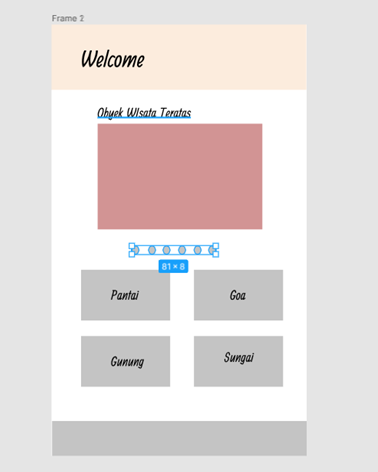 Frame 2
Welcome
Obyek WIsata Teratas
81 × 8
Pantai
Goa
Gunung
Sungai